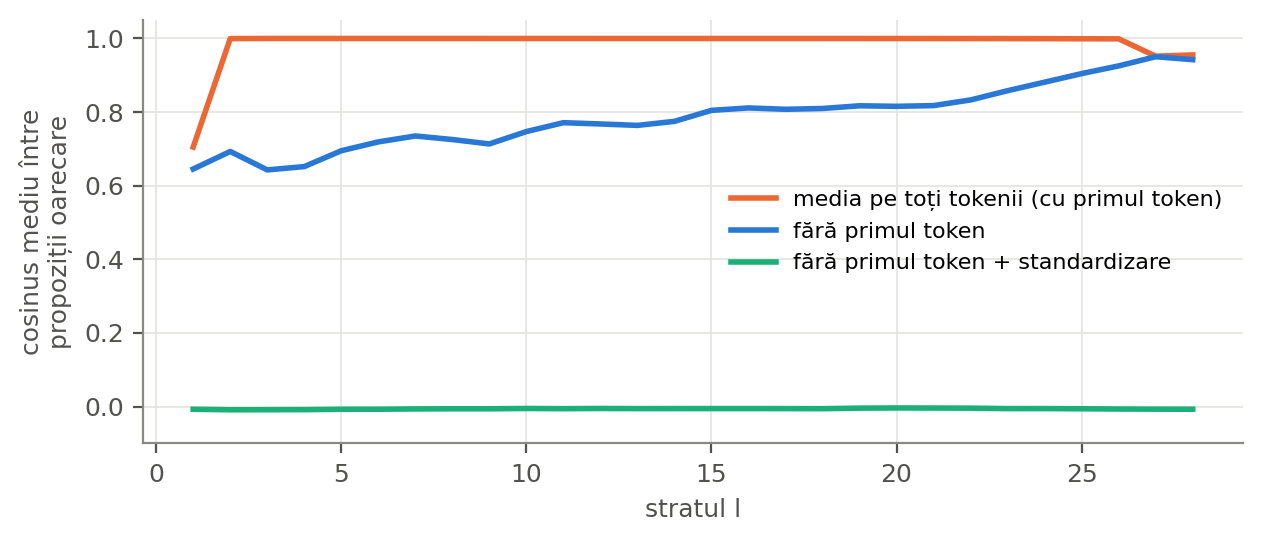 1.0
0.8
0.6
0.4
0.2
0.0
cosinus mediu între
propoziții oarecare
media pe toți tokenii (cu primul token)
fără primul token
fără primul token + standardizare
0 5 10 15 20 25
stratul l